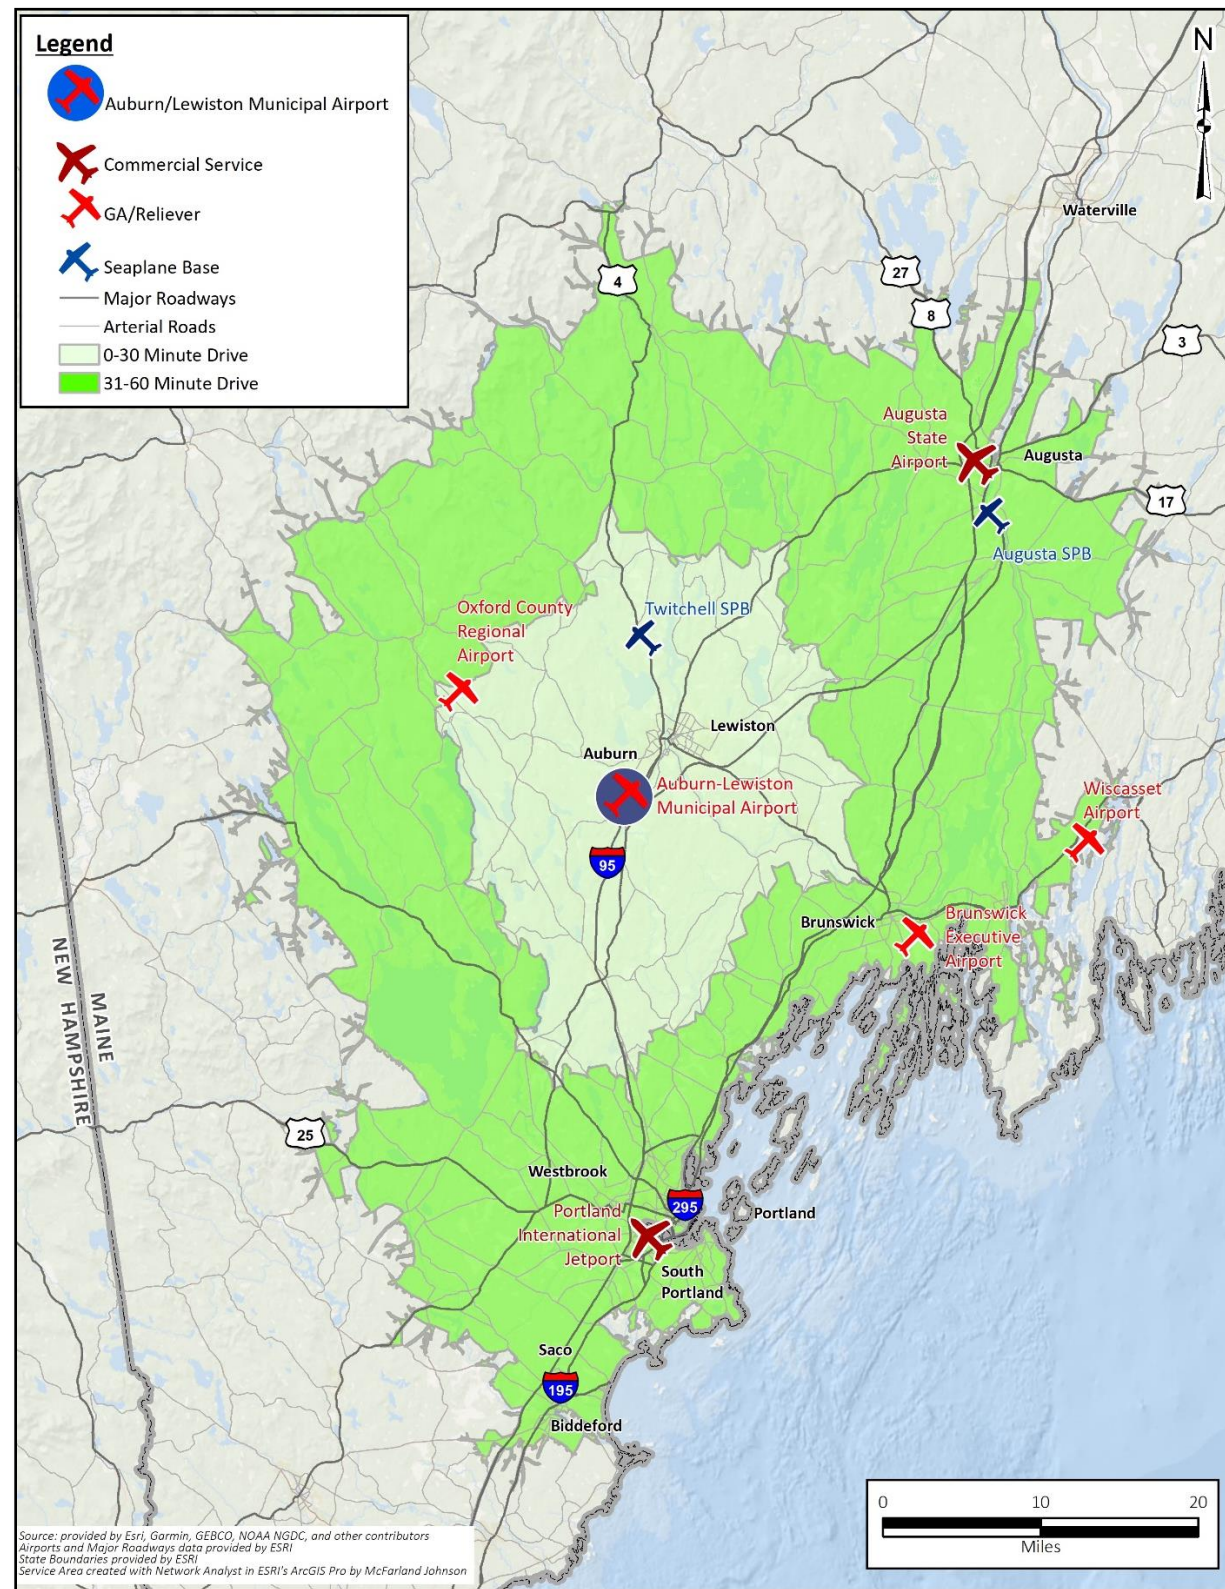 Legend
Auburn/Lewiston Municipal Airport
Commercial Service
GA/Reliever
Seaplane Base
Major Roadways
Arterial Roads
0-30 Minute Drive
31-60 Minute Drive
N
Waterville
4
27
8
3
Augusta
State
Airport
Augusta
17
Augusta SPB
Oxford County
Regional
Airport
Twitchell SPB
Lewiston
Auburn
Auburn-Lewiston
Municipal Airport
Wiscasset
Airport
95
Brunswick
Brunswick
Executive
Airport
MAINE
NEW HAMPSHIRE
25
Westbrook
295
Portland
Portland
International
Jetport
South
Portland
Saco
195
Biddeford
0 10 20
Miles
Source: provided by Esri, Garmin, GEBCO, NOAA NGDC, and other contributors
Airports and Major Roadways data provided by ESRI
State Boundaries provided by ESRI
Service Area created with Network Analyst in ESRI's ArcGIS Pro by McFarland Johnson